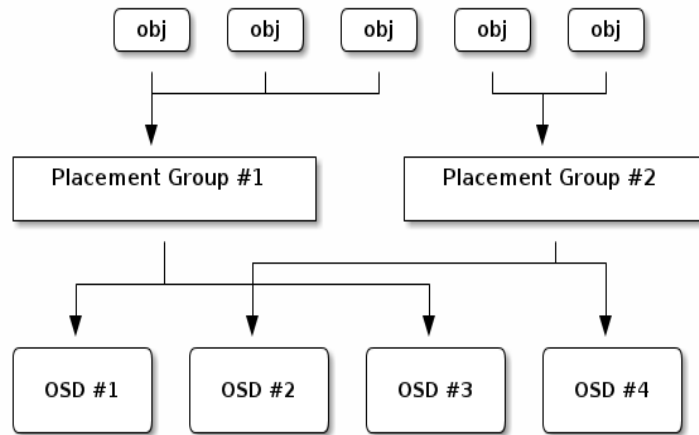 obj obj obj obj obj
Placement Group #1 Placement Group #2
OSD #1 OSD #2 OSD #3 OSD #4